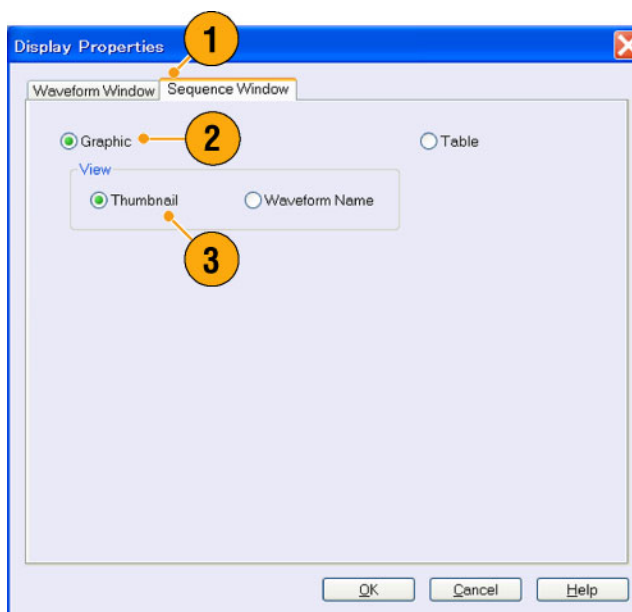 Display Properties
1
Waveform Window
Sequence Window
Graphic
2
Table
View
Thumbnail
Waveform Name
3
OK
Cancel
Help